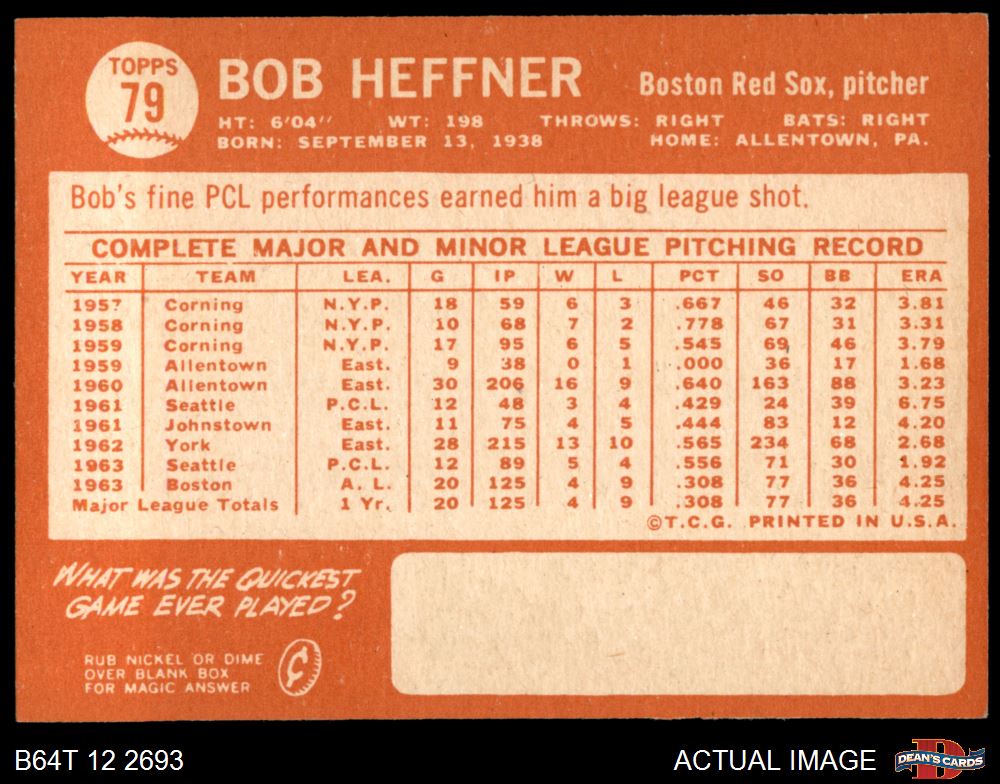 TOPPS
79
BOB HEFFNER
Boston Red Sox, pitcher
HT: 6'04" WT: 198 THROWS: RIGHT BATS: RIGHT
BORN: SEPTEMBER 13, 1938 HOME: ALLENTOWN, PA.
Bob's fine PCL performances earned him a big league shot.
COMPLETE MAJOR AND MINOR LEAGUE PITCHING RECORD
YEAR TEAM LEA. G IP W L PCT SO BB ERA
1957 Corning N.Y.P. 18 59 6 3 .667 46 32 3.81
1958 Corning N.Y.P. 10 68 7 2 .778 67 31 3.31
1959 Corning N.Y.P. 17 95 6 5 .545 69 46 3.79
1959 Allentown East. 9 38 0 1 .000 36 17 1.68
1960 Allentown East. 30 206 16 9 .640 163 88 3.23
1961 Seattle P.C.L. 12 48 3 4 .429 24 39 6.75
1961 Johnstown East. 11 75 4 5 .444 83 12 4.20
1962 York East. 28 215 13 10 .565 234 68 2.68
1963 Seattle P.C.L. 12 89 5 4 .556 71 30 1.92
1963 Boston A. L. 20 125 4 9 .308 77 36 4.25
Major League Totals 1 Yr. 20 125 4 9 .308 77 36 4.25
©T.C.G. PRINTED IN U.S.A.
WHAT WAS THE QUICKEST
GAME EVER PLAYED?
RUB NICKEL OR DIME
OVER BLANK BOX
FOR MAGIC ANSWER
¢
B64T 12 2693
ACTUAL IMAGE
D
DEAN'S CARDS